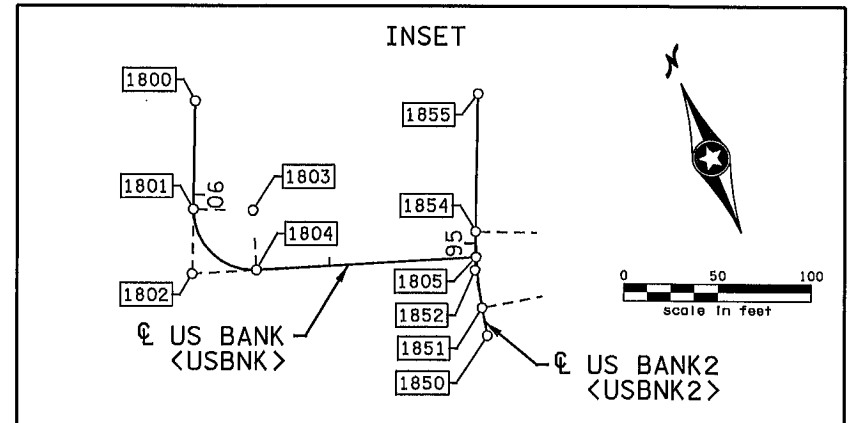 INSET
N
1800
1855
1801
90
1803
1854
1804
95
1802
1805
1852
1851
1850
℄ US BANK
<USBNK>
℄ US BANK2
<USBNK2>
0 50 100
scale in feet